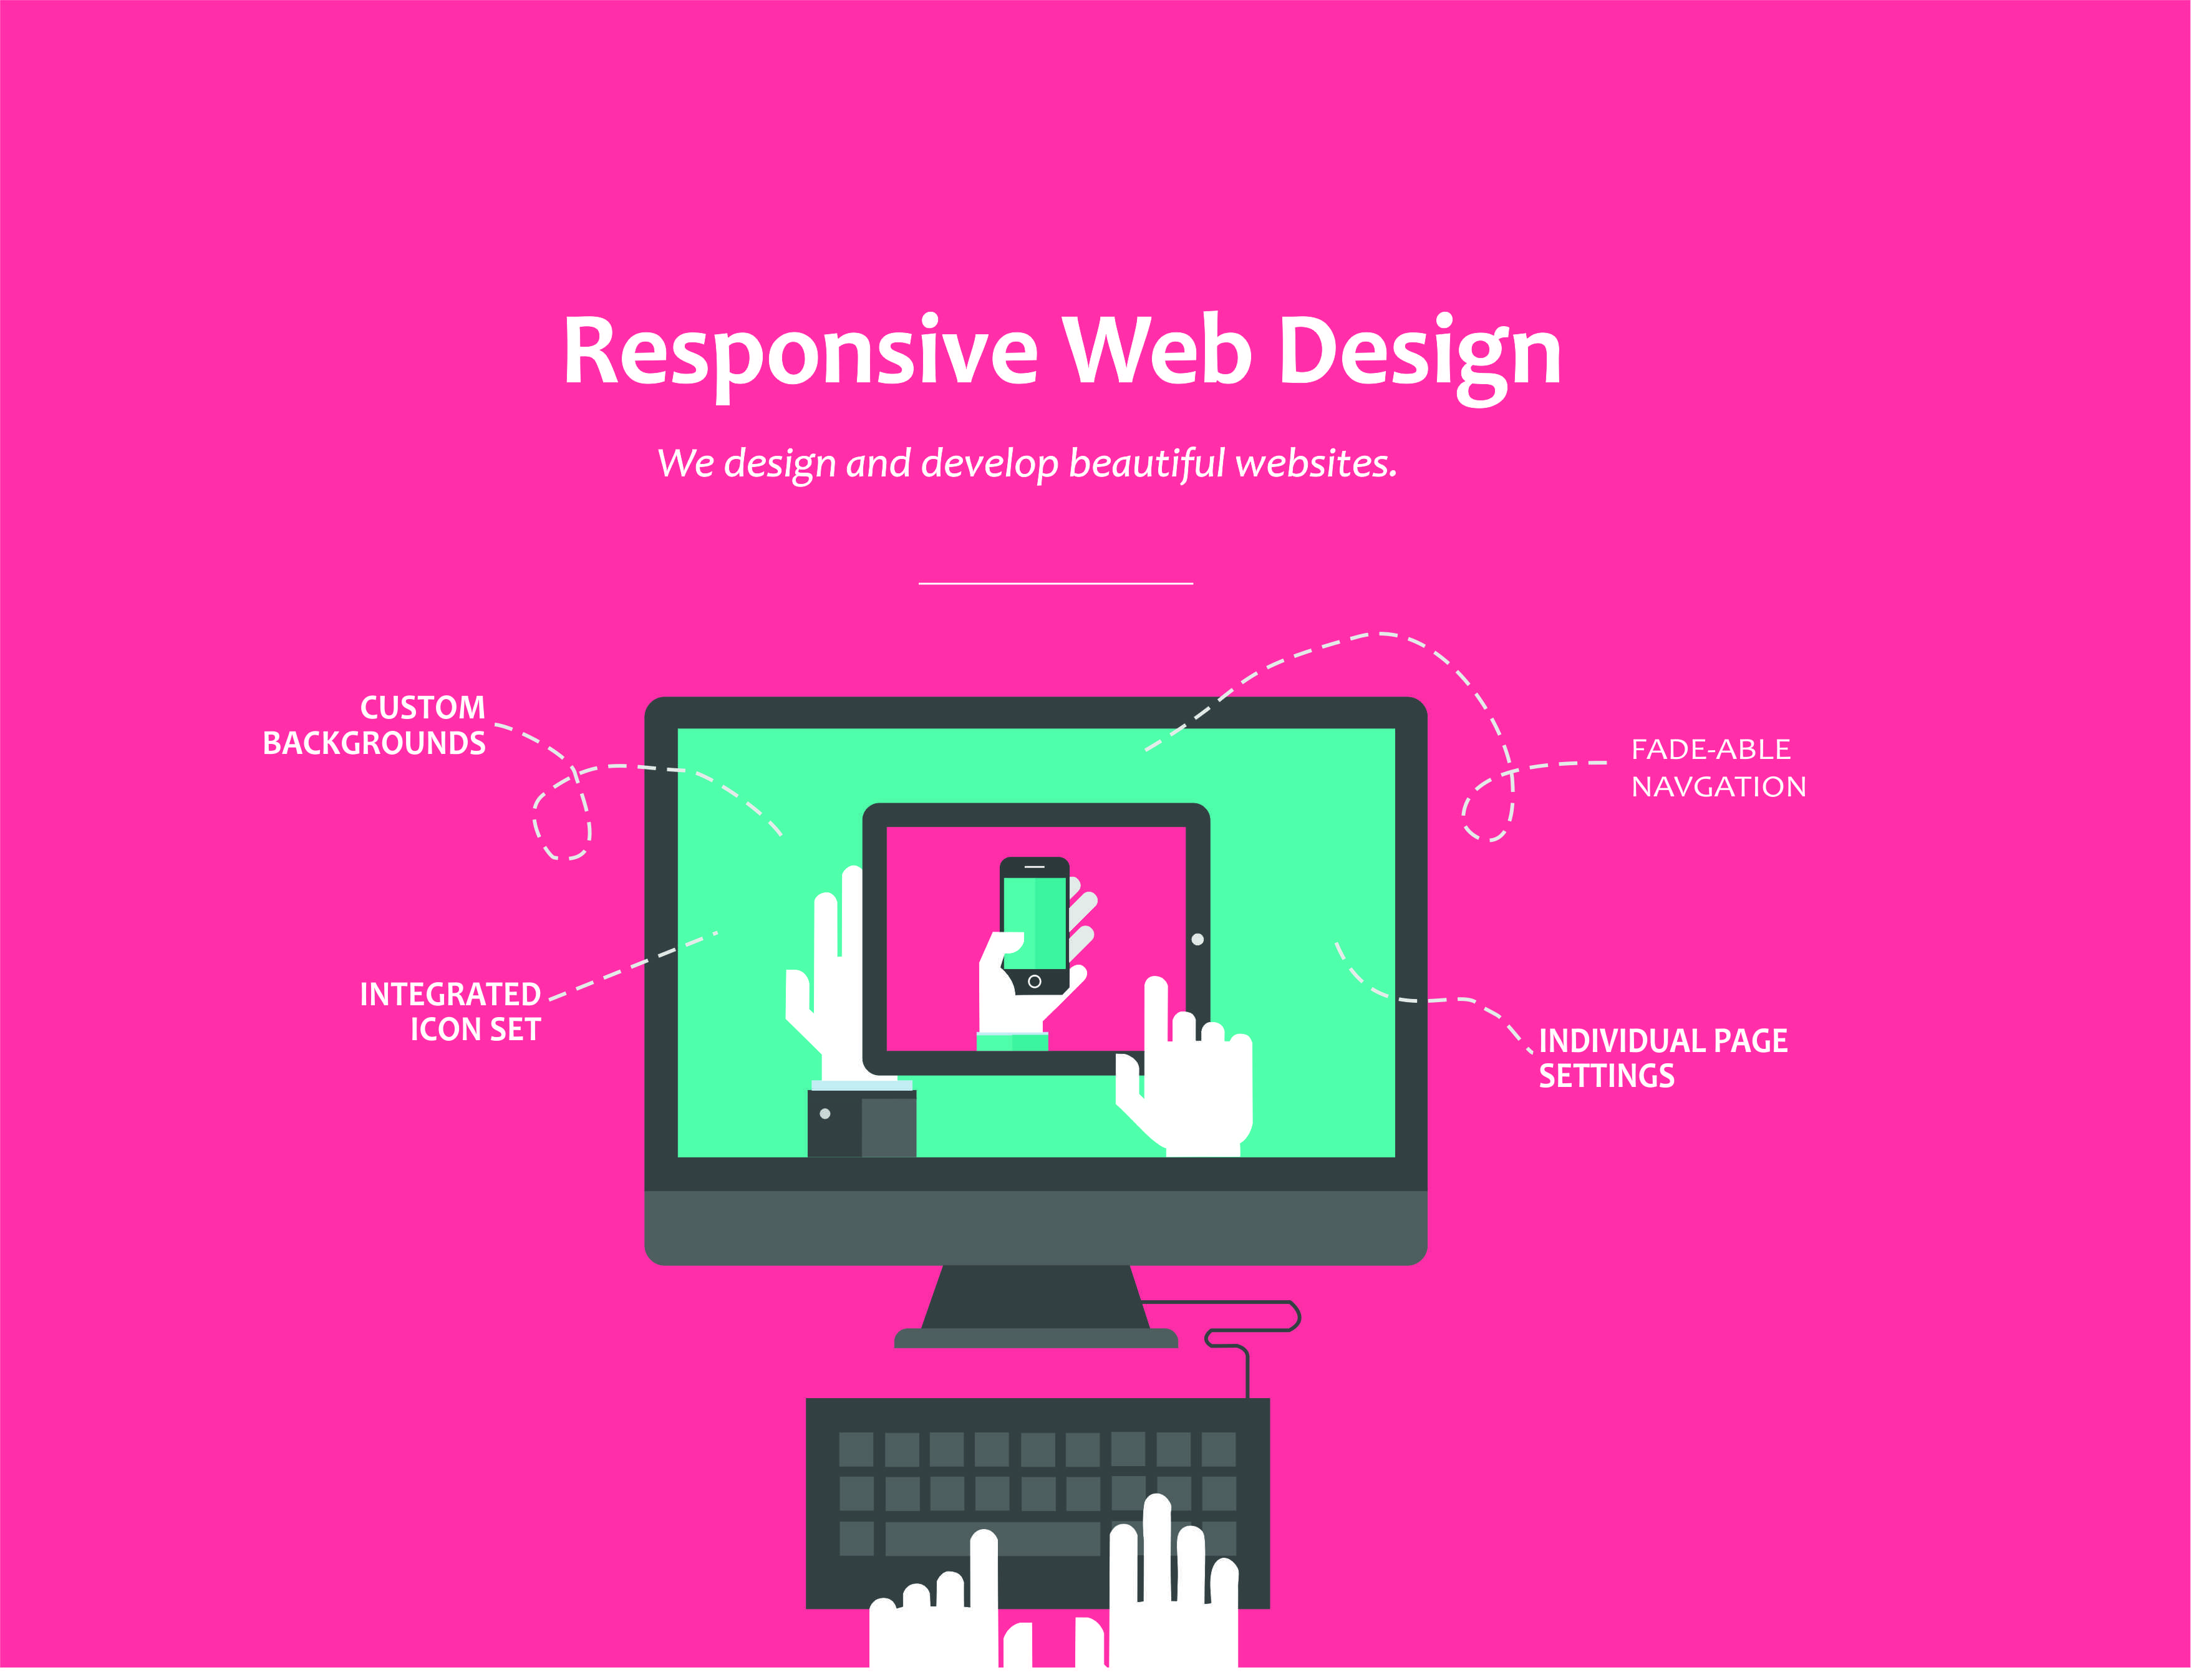 Responsive Web Design
We design and develop beautiful websites.
CUSTOM
BACKGROUNDS
FADE-ABLE
NAVGATION
INTEGRATED
ICON SET
INDIVIDUAL PAGE
SETTINGS